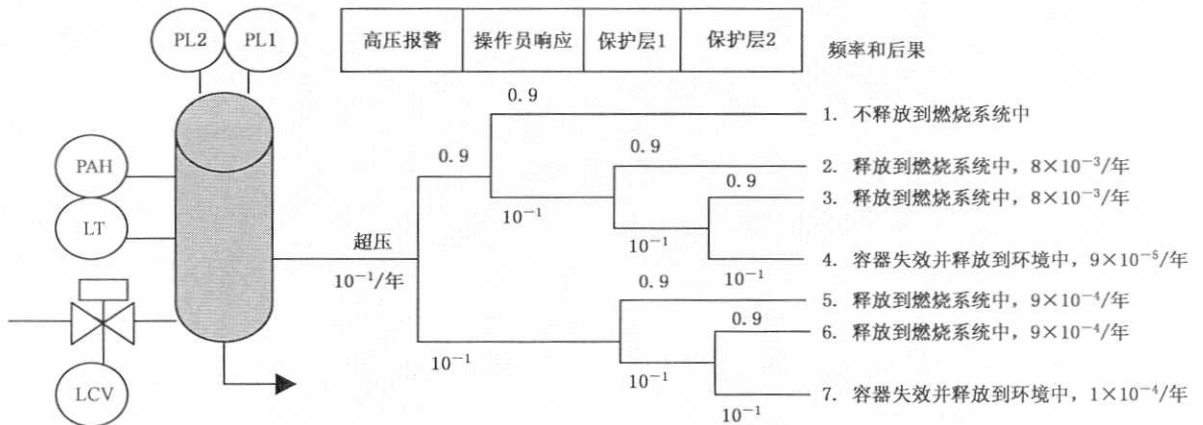 PL2 PL1
高压报警 操作员响应 保护层1 保护层2
频率和后果
0.9
1. 不释放到燃烧系统中
PAH
0.9
0.9
2. 释放到燃烧系统中，8×10⁻³/年
0.9
3. 释放到燃烧系统中，8×10⁻³/年
LT
10⁻¹
超压
10⁻¹
10⁻¹/年
10⁻¹
4. 容器失效并释放到环境中，9×10⁻⁵/年
0.9
5. 释放到燃烧系统中，9×10⁻⁴/年
0.9
6. 释放到燃烧系统中，9×10⁻⁴/年
10⁻¹
10⁻¹
LCV
7. 容器失效并释放到环境中，1×10⁻⁴/年
10⁻¹